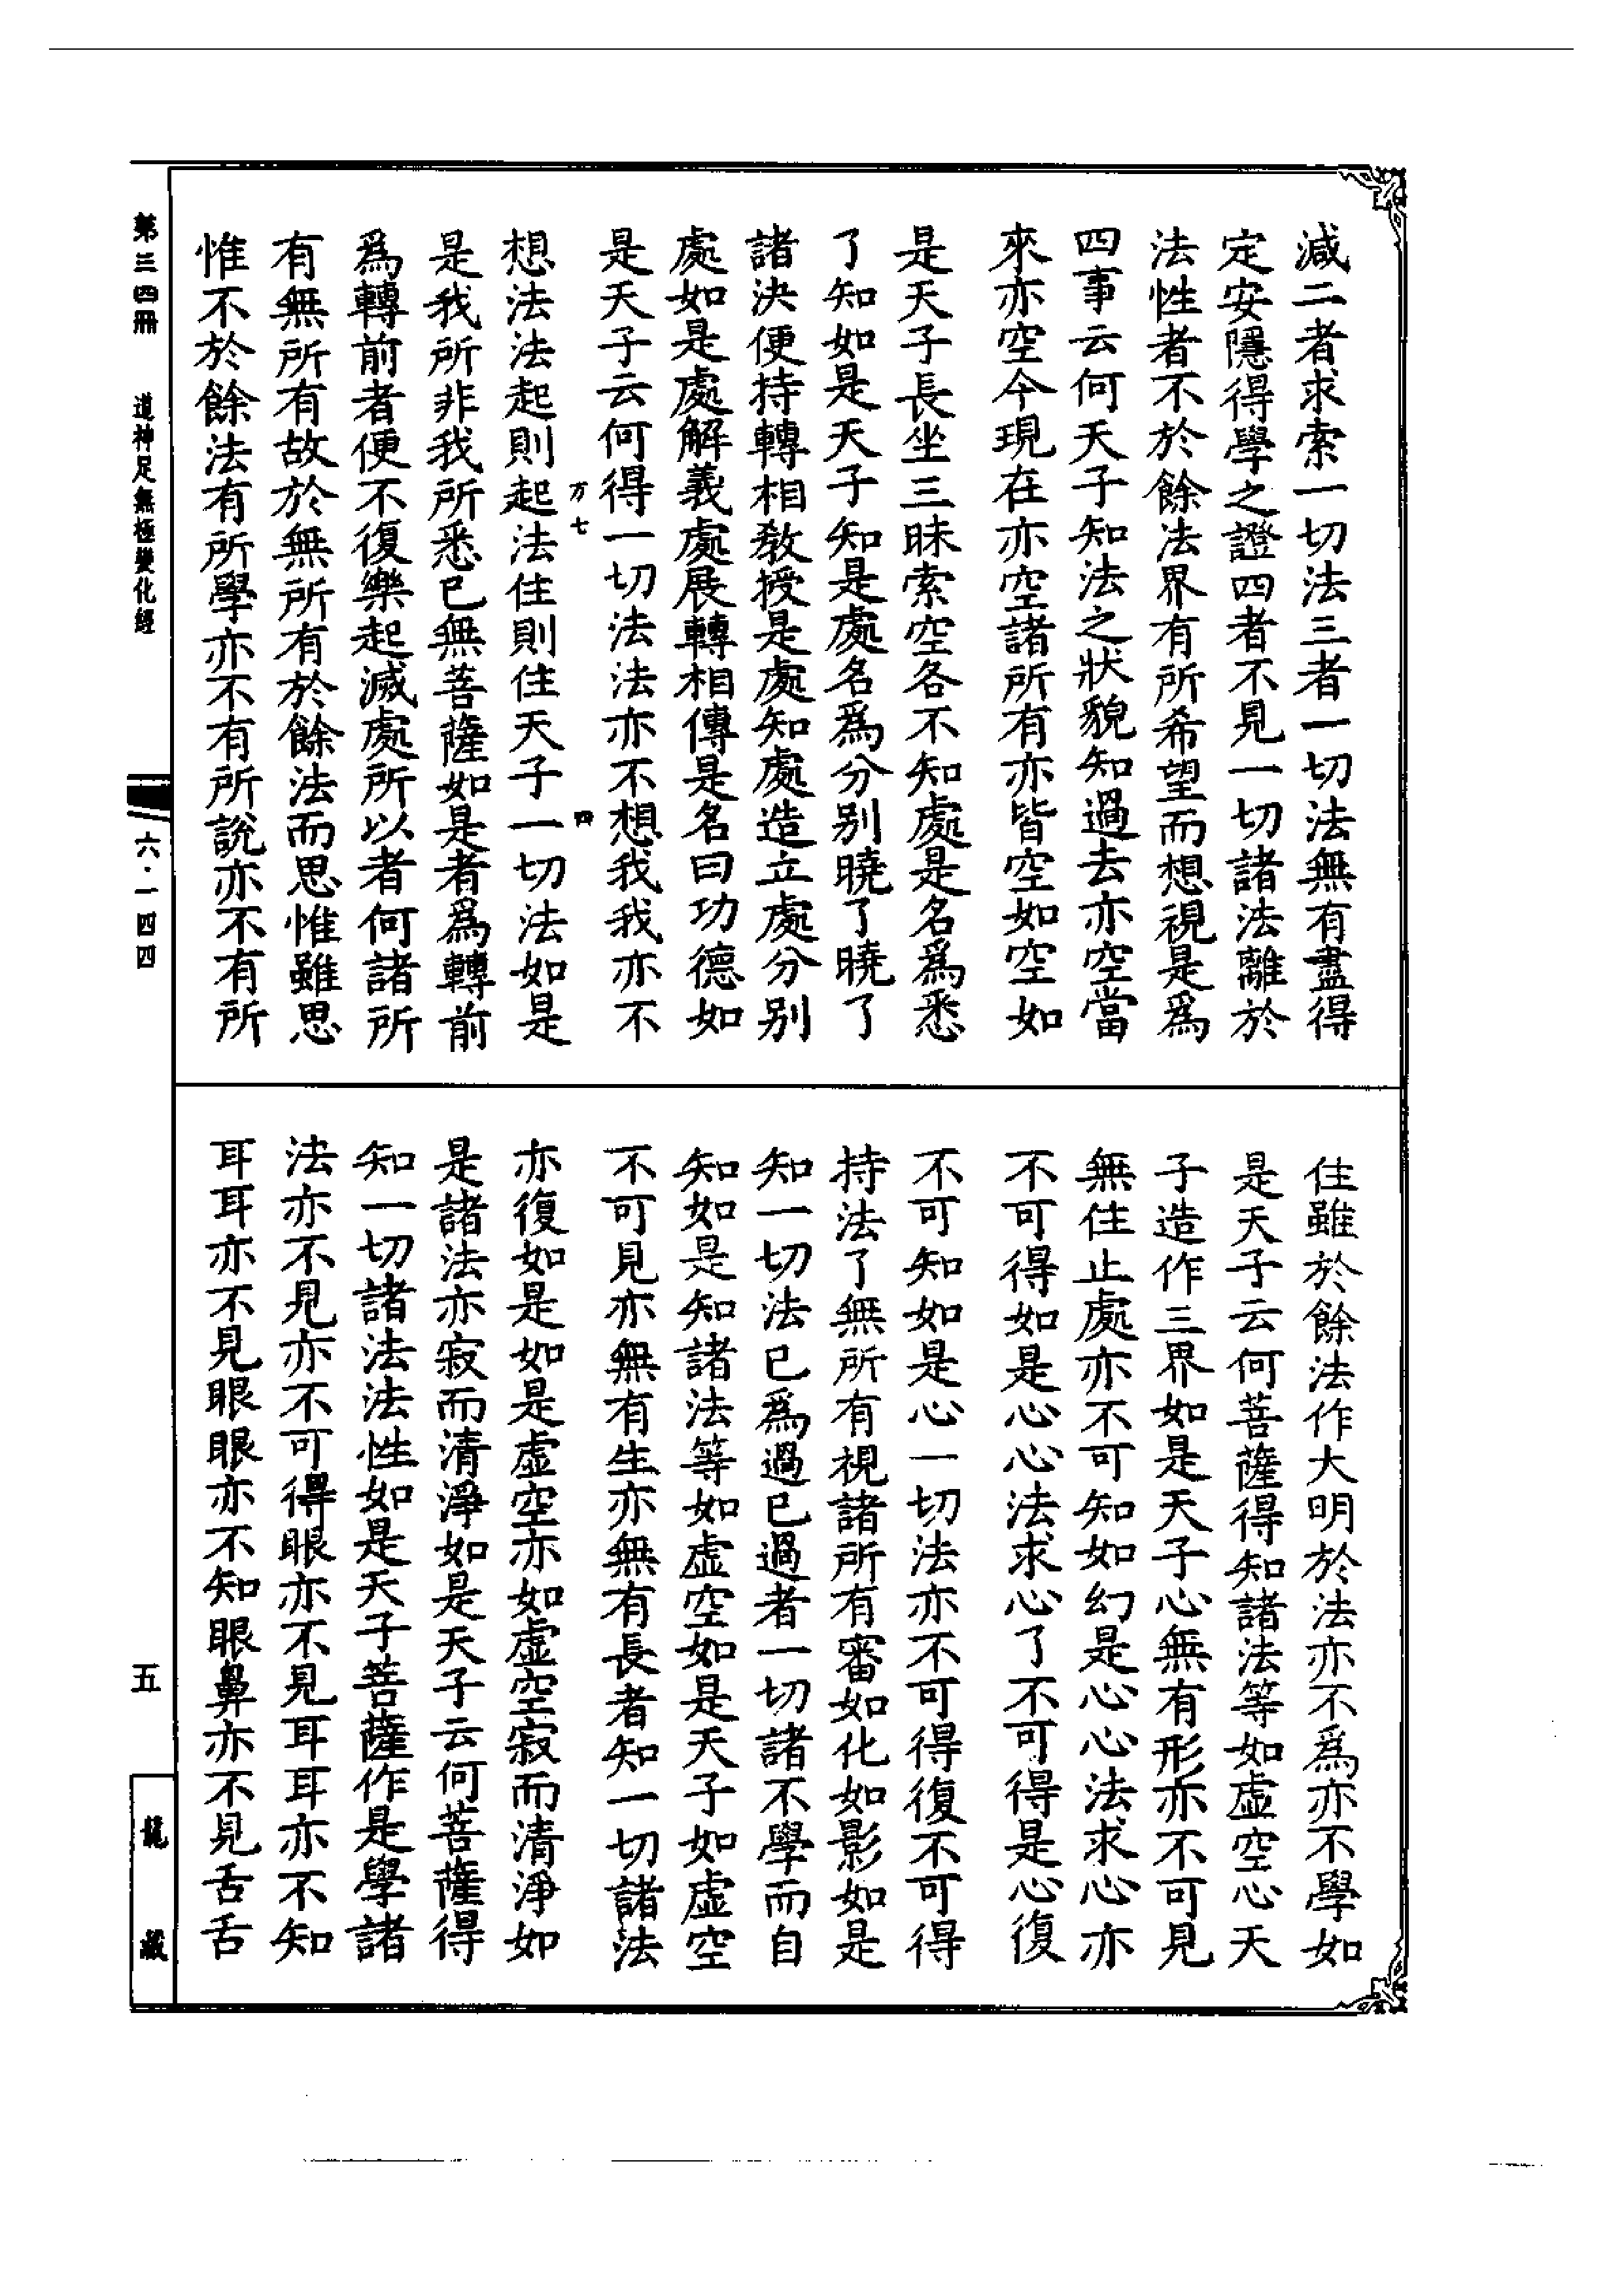 減二者求索一切法三者一切法無有盡得
定安隱得學之證四者不見一切諸法離於
法性者不於餘法界有所希望而想視是為
四事云何天子知法之狀貌知過去亦空當
來亦空今現在亦空諸所有亦皆空如空如
是天子長坐三昧索空各不知處是名為悉
了知如是天子知是處名為分別曉了曉了
諸決便持轉相教授是處知處造立處分別
處如是處解義處展轉相傳是名曰功德如
是天子云何得一切法法亦不想我我亦不
万七
四
想法法起則起法住則住天子一切法如是
是我所非我所悉已無菩薩如是者為轉前
為轉前者便不復樂起滅處所以者何諸所
有無所有故於無所有於餘法而思惟雖思
惟不於餘法有所學亦不有所說亦不有所
住雖於餘法作大明於法亦不為亦不學如
是天子云何菩薩得知諸法等如虛空心天
子造作三界如是天子心無有形亦不可見
無住止處亦不可知如幻是心心法求心亦
不可得如是心心法求心了不可得是心復
不可知如是心一切法亦不可得復不可得
持法了無所有視諸所有審如化如影如是
知一切法已為過已過者一切諸不學而自
知如是知諸法等如虛空如是天子如虛空
不可見亦無有生亦無有長者知一切諸法
亦復如是如是虛空亦如虛空寂而清淨如
是諸法亦寂而清淨如是天子云何菩薩得
知一切諸法法性如是天子菩薩作是學諸
法亦不見亦不可得眼亦不見耳耳亦不知
耳耳亦不見眼眼亦不知眼鼻亦不見舌舌
第三四冊 道神足無極變化經
六·一四四
五
龍藏